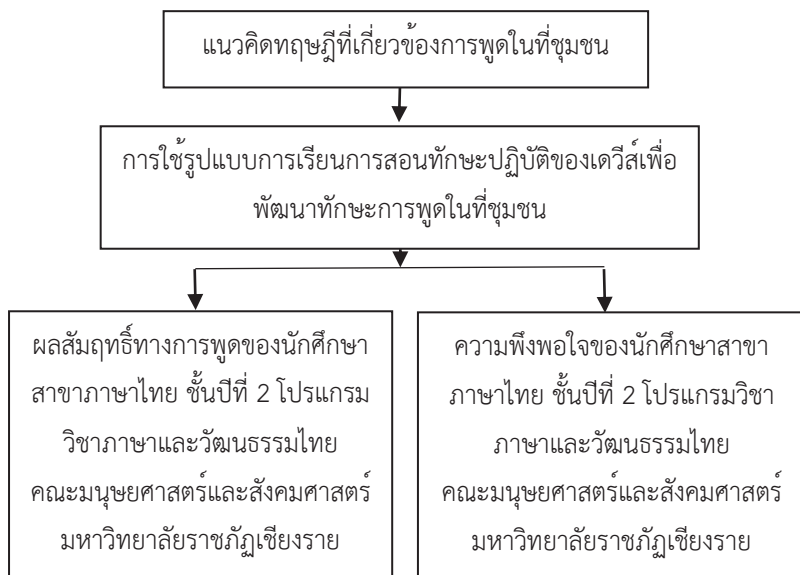 แนวคิดทฤษฎีที่เกี่ยวข้องการพูดในที่ชุมชน
การใช้รูปแบบการเรียนการสอนทักษะปฏิบัติของเดวีส์เพื่อ
พัฒนาทักษะการพูดในที่ชุมชน
ผลสัมฤทธิ์ทางการพูดของนักศึกษา
สาขาภาษาไทย ชั้นปีที่ 2 โปรแกรม
วิชาภาษาและวัฒนธรรมไทย
คณะมนุษยศาสตร์และสังคมศาสตร์
มหาวิทยาลัยราชภัฏเชียงราย
ความพึงพอใจของนักศึกษาสาขา
ภาษาไทย ชั้นปีที่ 2 โปรแกรมวิชา
ภาษาและวัฒนธรรมไทย
คณะมนุษยศาสตร์และสังคมศาสตร์
มหาวิทยาลัยราชภัฏเชียงราย